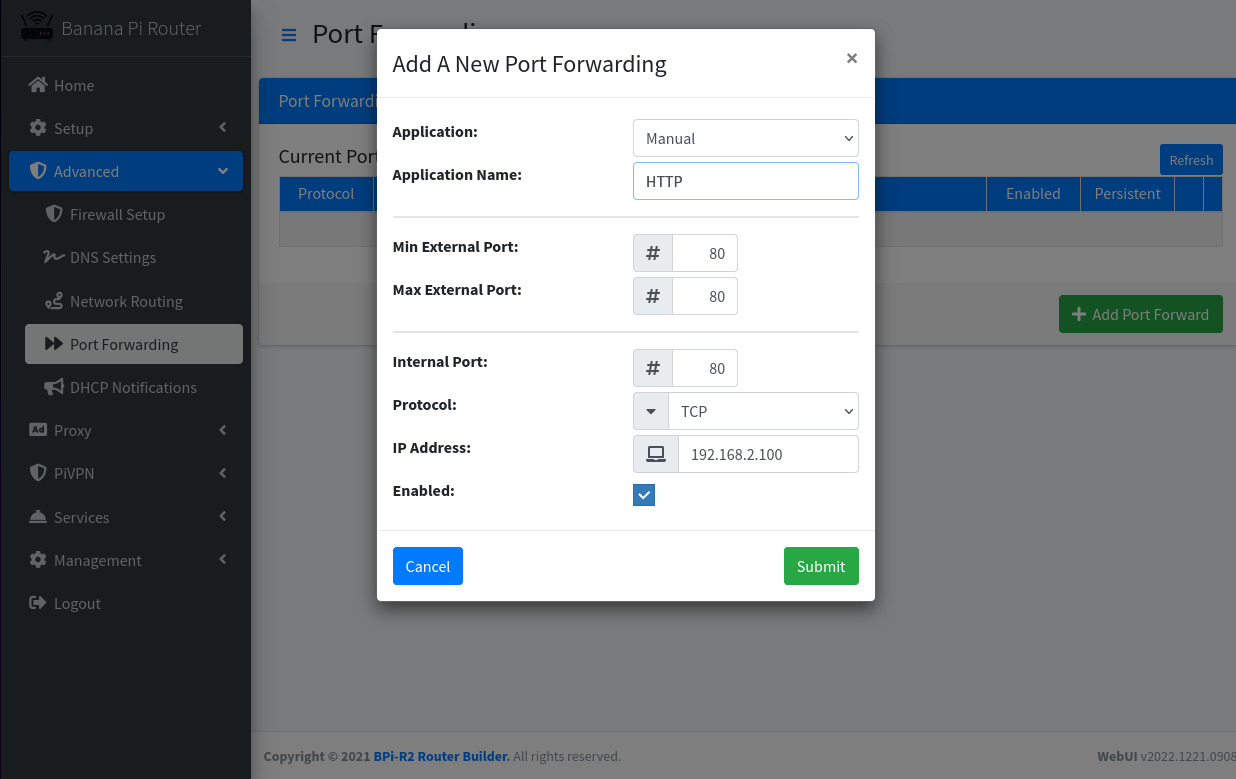 Banana Pi Router
Home
Setup
Advanced
Firewall Setup
DNS Settings
Network Routing
Port Forwarding
DHCP Notifications
Proxy
PiVPN
Services
Management
Logout
Port
Port Forwardi
Current Port
Refresh
Protocol
Enabled
Persistent
Add Port Forward
Add A New Port Forwarding
×
Application:
Manual
Application Name:
HTTP
Min External Port:
# 80
Max External Port:
# 80
Internal Port:
# 80
Protocol:
TCP
IP Address:
192.168.2.100
Enabled:
Cancel
Submit
Copyright © 2021 BPi-R2 Router Builder. All rights reserved.
WebUI v2022.1221.0908